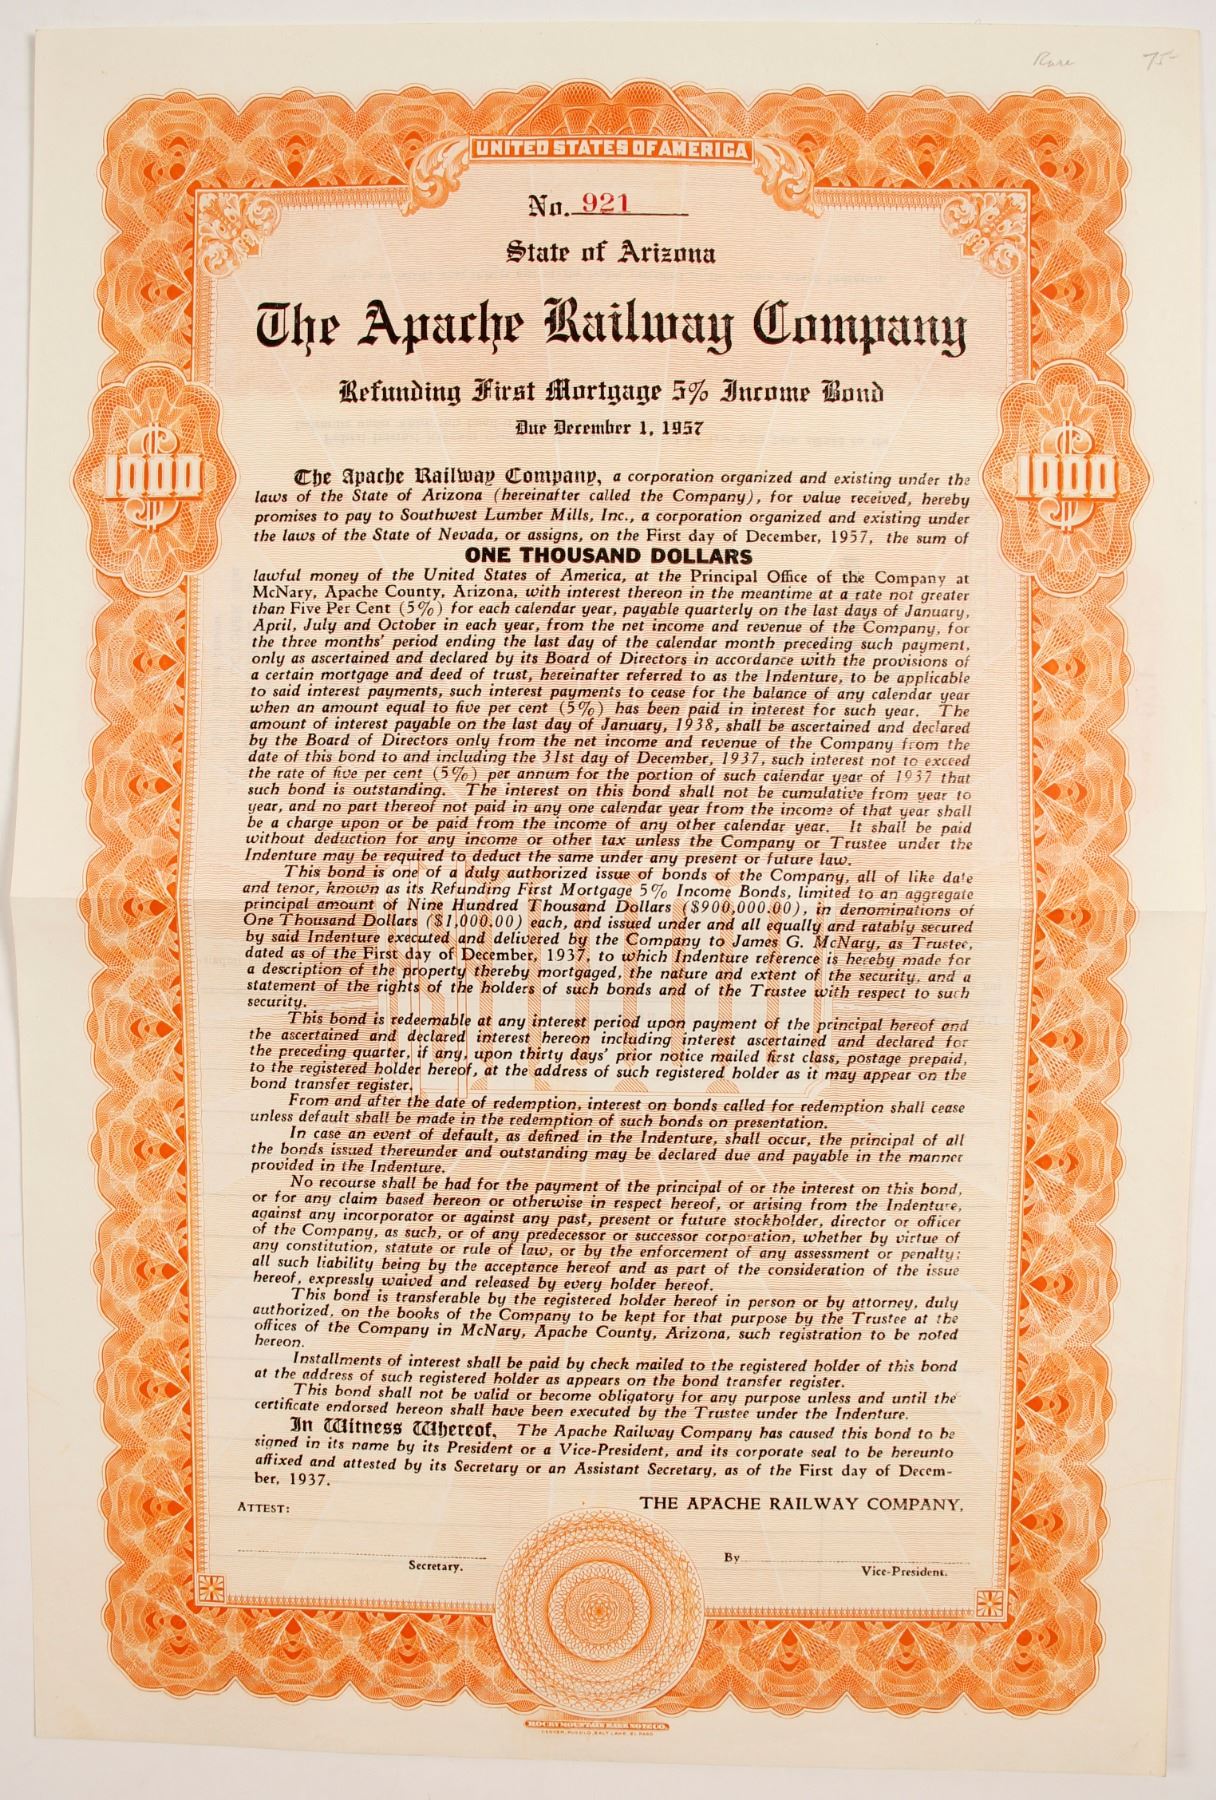 Rare 75-
UNITED STATES OF AMERICA
No. 921
State of Arizona
The Apache Railway Company
Refunding First Mortgage 5% Income Bond
Due December 1, 1957
$1000
$1000
The Apache Railway Company, a corporation organized and existing under the
laws of the State of Arizona (hereinafter called the Company), for value received, hereby
promises to pay to Southwest Lumber Mills, Inc., a corporation organized and existing under
the laws of the State of Nevada, or assigns, on the First day of December, 1957, the sum of
ONE THOUSAND DOLLARS
lawful money of the United States of America, at the Principal Office of the Company at
McNary, Apache County, Arizona, with interest thereon in the meantime at a rate not greater
than Five Per Cent (5%) for each calendar year, payable quarterly on the last days of January,
April, July and October in each year, from the net income and revenue of the Company, for
the three months' period ending the last day of the calendar month preceding such payment,
only as ascertained and declared by its Board of Directors in accordance with the provisions of
a certain mortgage and deed of trust, hereinafter referred to as the Indenture, to be applicable
to said interest payments, such interest payments to cease for the balance of any calendar year
when an amount equal to five per cent (5%) has been paid in interest for such year. The
amount of interest payable on the last day of January, 1938, shall be ascertained and declared
by the Board of Directors only from the net income and revenue of the Company from the
date of this bond to and including the 31st day of December, 1937, such interest not to exceed
the rate of five per cent (5%) per annum for the portion of such calendar year of 1937 that
such bond is outstanding. The interest on this bond shall not be cumulative from year to
year, and no part thereof not paid in any one calendar year from the income of that year shall
be a charge upon or be paid from the income of any other calendar year. It shall be paid
without deduction for any income or other tax unless the Company or Trustee under the
Indenture may be required to deduct the same under any present or future law.
This bond is one of a duly authorized issue of bonds of the Company, all of like date
and tenor, known as its Refunding First Mortgage 5% Income Bonds, limited to an aggregate
principal amount of Nine Hundred Thousand Dollars ($900,000.00), in denominations of
One Thousand Dollars ($1,000.00) each, and issued under and all equally and ratably secured
by said Indenture executed and delivered by the Company to James G. McNary, as Trustee,
dated as of the First day of December, 1937, to which Indenture reference is hereby made for
a description of the property thereby mortgaged, the nature and extent of the security, and a
statement of the rights of the holders of such bonds and of the Trustee with respect to such
security.
This bond is redeemable at any interest period upon payment of the principal hereof and
the ascertained and declared interest hereon including interest ascertained and declared for
the preceding quarter, if any, upon thirty days' prior notice mailed first class, postage prepaid,
to the registered holder hereof, at the address of such registered holder as it may appear on the
bond transfer register.
From and after the date of redemption, interest on bonds called for redemption shall cease
unless default shall be made in the redemption of such bonds on presentation.
In case an event of default, as defined in the Indenture, shall occur, the principal of all
the bonds issued thereunder and outstanding may be declared due and payable in the manner
provided in the Indenture.
No recourse shall be had for the payment of the principal of or the interest on this bond,
or for any claim based hereon or otherwise in respect hereof, or arising from the Indenture,
against any incorporator or against any past, present or future stockholder, director or officer
of the Company, as such, or of any predecessor or successor corporation, whether by virtue of
any constitution, statute or rule of law, or by the enforcement of any assessment or penalty;
all such liability being by the acceptance hereof and as part of the consideration of the issue
hereof, expressly waived and released by every holder hereof.
This bond is transferable by the registered holder hereof in person or by attorney, duly
authorized, on the books of the Company to be kept for that purpose by the Trustee at the
offices of the Company in McNary, Apache County, Arizona, such registration to be noted
hereon.
Installments of interest shall be paid by check mailed to the registered holder of this bond
at the address of such registered holder as appears on the bond transfer register.
This bond shall not be valid or become obligatory for any purpose unless and until the
certificate endorsed hereon shall have been executed by the Trustee under the Indenture.
In Witness Whereof, The Apache Railway Company has caused this bond to be
signed in its name by its President or a Vice-President, and its corporate seal to be hereunto
affixed and attested by its Secretary or an Assistant Secretary, as of the First day of Decem-
ber, 1937.
ATTEST:
THE APACHE RAILWAY COMPANY,
Secretary.
By
Vice-President.
ROCKY MOUNTAIN BANK NOTE CO.
DENVER, PUEBLO, SALT LAKE, EL PASO